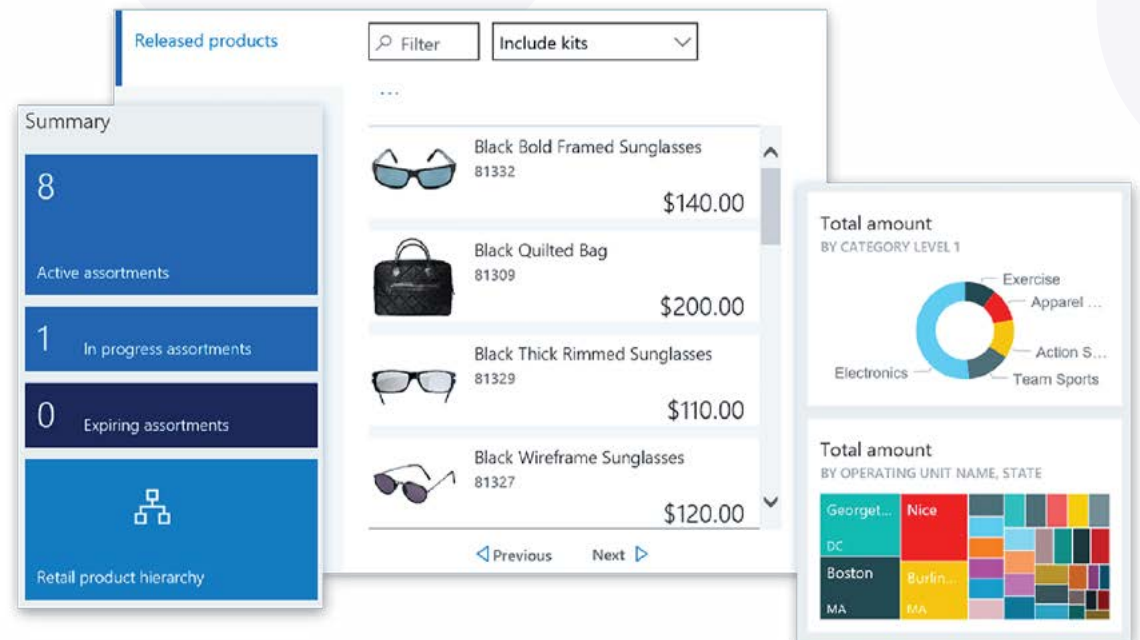 Released products
Filter
Include kits
...
Summary
8
Active assortments
1
In progress assortments
0
Expiring assortments
Retail product hierarchy
Black Bold Framed Sunglasses
81332
$140.00
Black Quilted Bag
81309
$200.00
Black Thick Rimmed Sunglasses
81329
$110.00
Black Wireframe Sunglasses
81327
$120.00
Previous
Next
Total amount
BY CATEGORY LEVEL 1
Exercise
Apparel ...
Action S...
Team Sports
Electronics
Total amount
BY OPERATING UNIT NAME, STATE
Georget...
DC
Nice
Boston
MA
Burlin...
MA